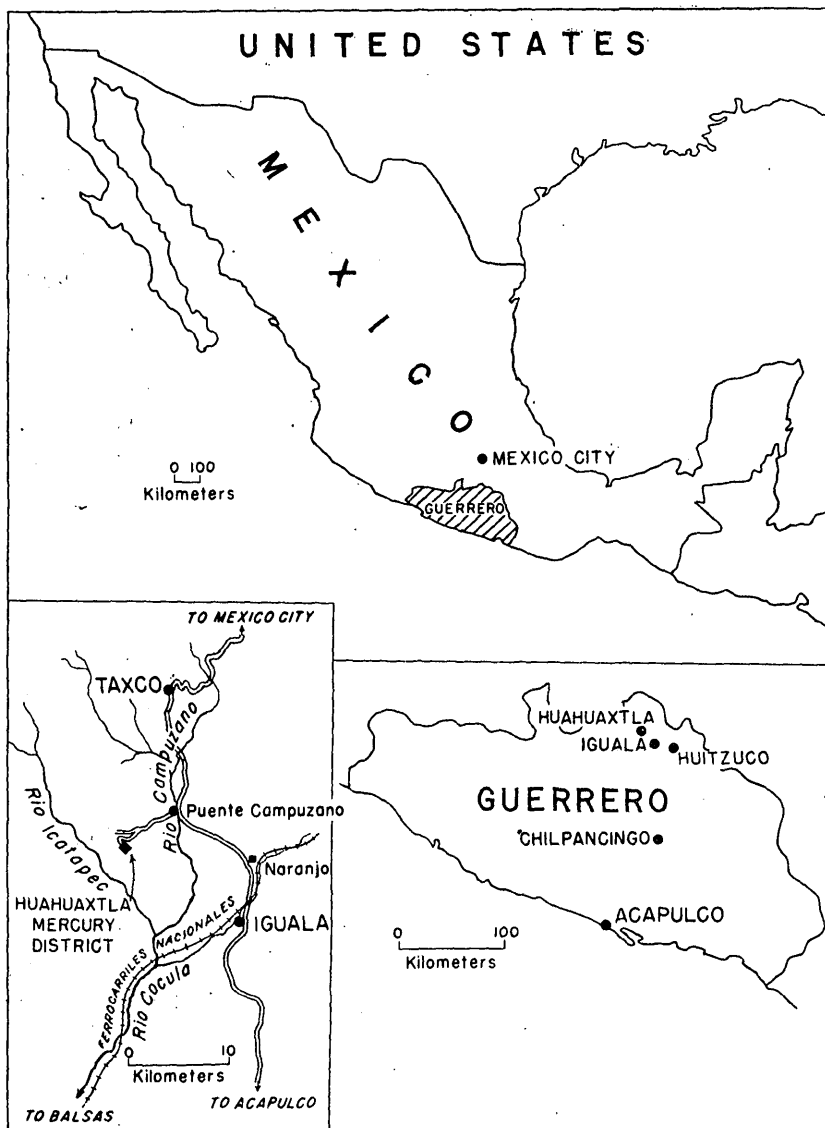 UNITED STATES
MEXICO
MEXICO CITY
0 100
Kilometers
GUERRERO
TO MEXICO CITY
TAXCO
Rio Campuzano
Puente Campuzano
Rio Icatapec
Naranjo
HUAHUAXTLA
MERCURY
DISTRICT
IGUALA
FERROCARRILES NACIONALES
Rio Cocula
0 10
Kilometers
TO BALSAS
TO ACAPULCO
HUAHUAXTLA
IGUALA
HUITZUCO
GUERRERO
CHILPANCINGO
ACAPULCO
0 100
Kilometers